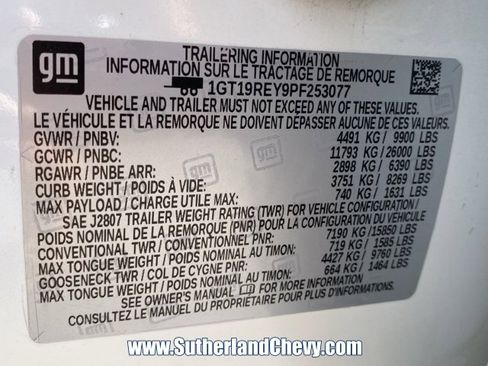 gm
TRAILERING INFORMATION
INFORMATION SUR LE TRACTAGE DE REMORQUE
1GT19REY9PF253077
VEHICLE AND TRAILER MUST NOT EXCEED ANY OF THESE VALUES.
LE VÉHICULE ET LA REMORQUE NE DOIVENT DÉPASSER AUCUNE DE CES VALEURS.
GVWR / PNBV: 4491 KG / 9900 LBS
GCWR / PNBC: 11793 KG / 26000 LBS
RGAWR / PNBE ARR: 2898 KG / 6390 LBS
CURB WEIGHT / POIDS À VIDE: 3751 KG / 8269 LBS
MAX PAYLOAD / CHARGE UTILE MAX: 740 KG / 1631 LBS
SAE J2807 TRAILER WEIGHT RATING (TWR) FOR VEHICLE CONFIGURATION /
POIDS NOMINAL DE LA REMORQUE (PNR) POUR LA CONFIGURATION DU VÉHICULE
CONVENTIONAL TWR / CONVENTIONNEL PNR: 7190 KG / 15850 LBS
MAX TONGUE WEIGHT / POIDS MAXIMAL AU TIMON: 719 KG / 1585 LBS
GOOSENECK TWR / COL DE CYGNE PNR: 4427 KG / 9760 LBS
MAX TONGUE WEIGHT / POIDS MAXIMAL AU TIMON: 664 KG / 1464 LBS
SEE OWNER'S MANUAL FOR MORE INFORMATION
CONSULTEZ LE MANUEL DU PROPRIÉTAIRE POUR PLUS D'INFORMATIONS.
www.SutherlandChevy.com